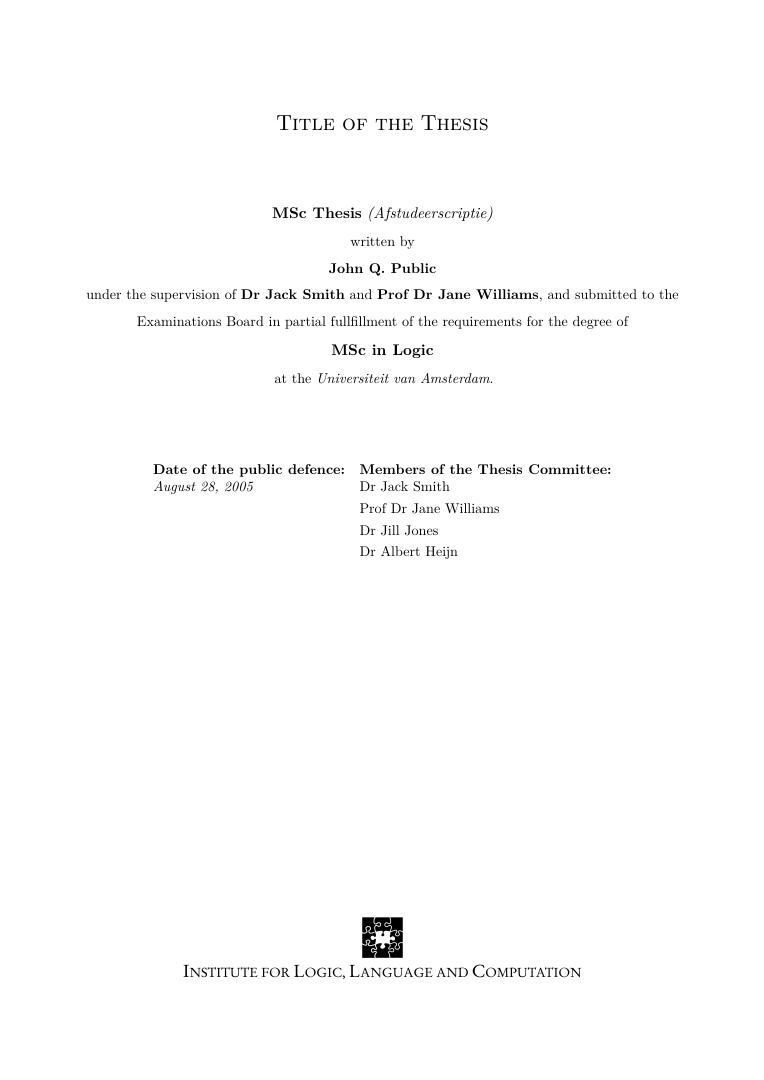 Title of the Thesis
MSc Thesis (Afstudeerscriptie)
written by
John Q. Public
under the supervision of Dr Jack Smith and Prof Dr Jane Williams, and submitted to the
Examinations Board in partial fullfillment of the requirements for the degree of
MSc in Logic
at the Universiteit van Amsterdam.
Date of the public defence:
August 28, 2005
Members of the Thesis Committee:
Dr Jack Smith
Prof Dr Jane Williams
Dr Jill Jones
Dr Albert Heijn
Institute for Logic, Language and Computation